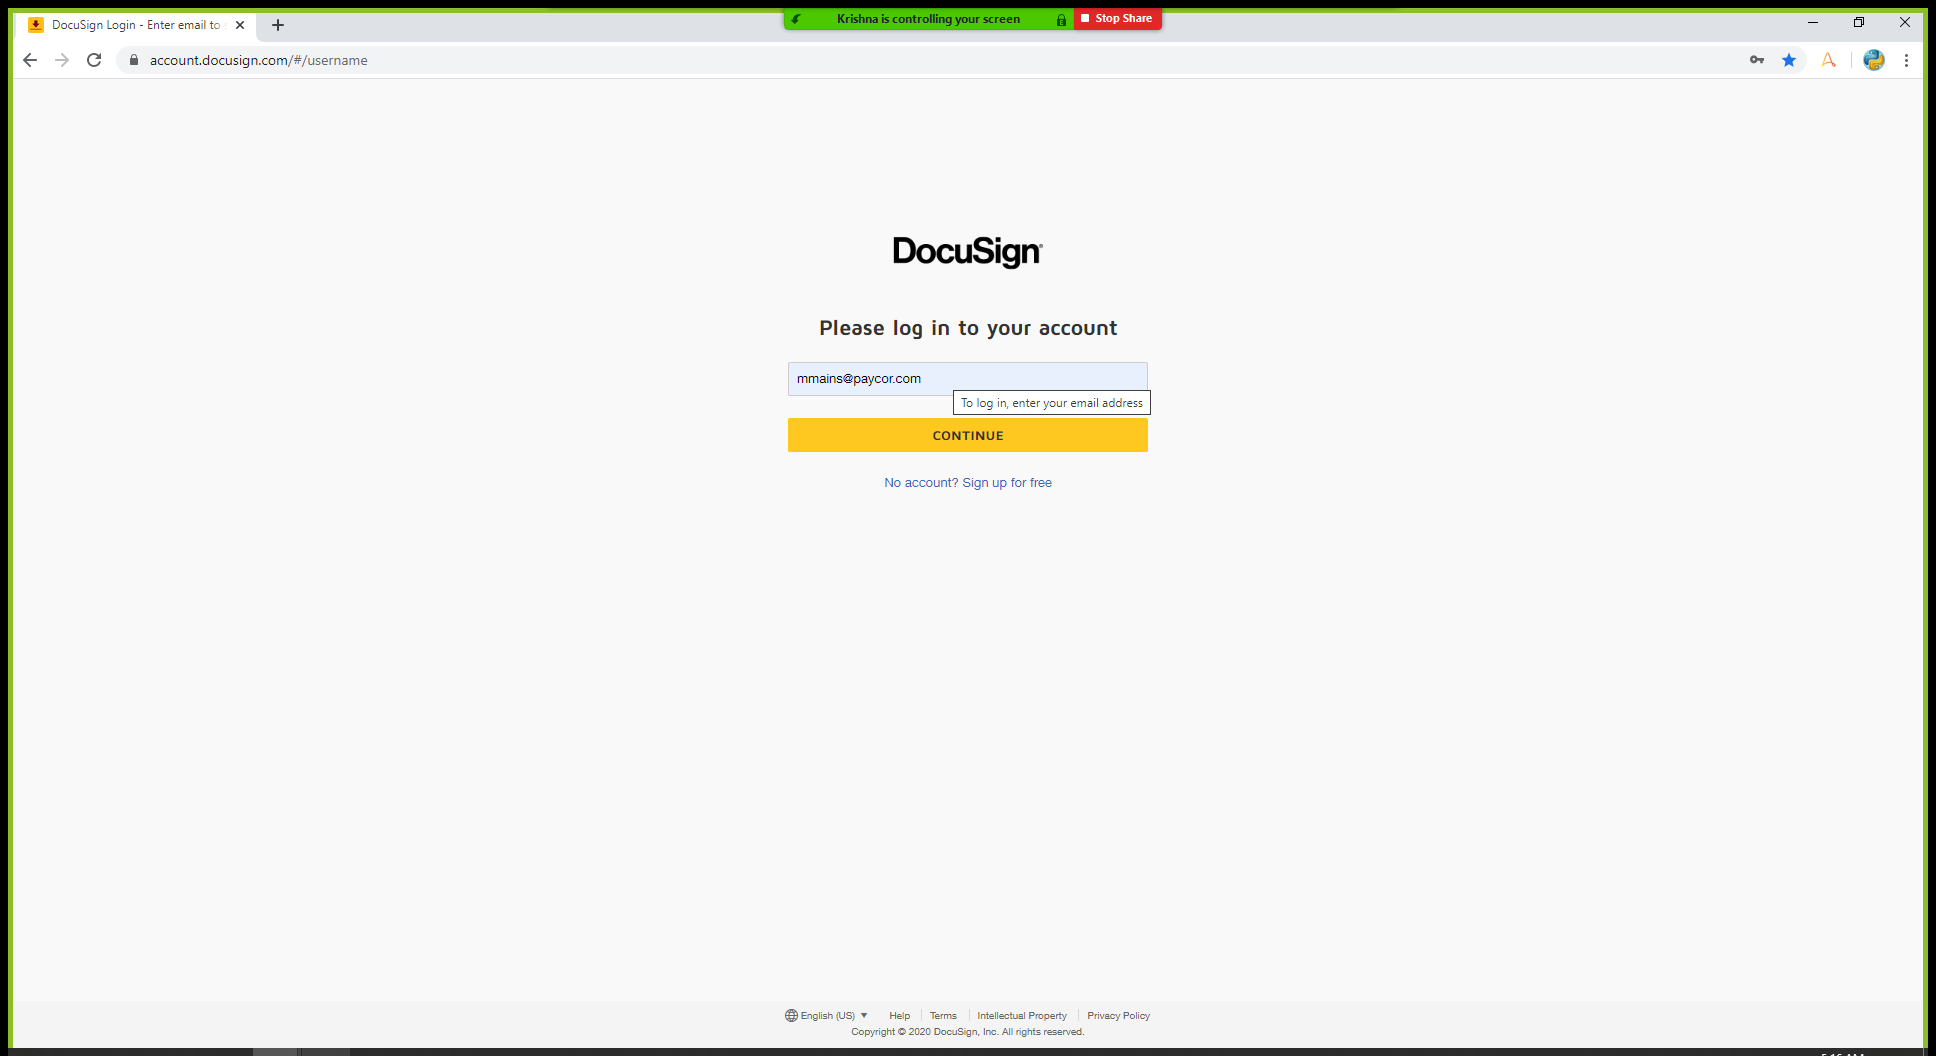 DocuSign Login - Enter email to
Krishna is controlling your screen
Stop Share
account.docusign.com/#/username
DocuSign
Please log in to your account
mmains@paycor.com
To log in, enter your email address
CONTINUE
No account? Sign up for free
English (US) Help Terms Intellectual Property Privacy Policy
Copyright © 2020 DocuSign, Inc. All rights reserved.